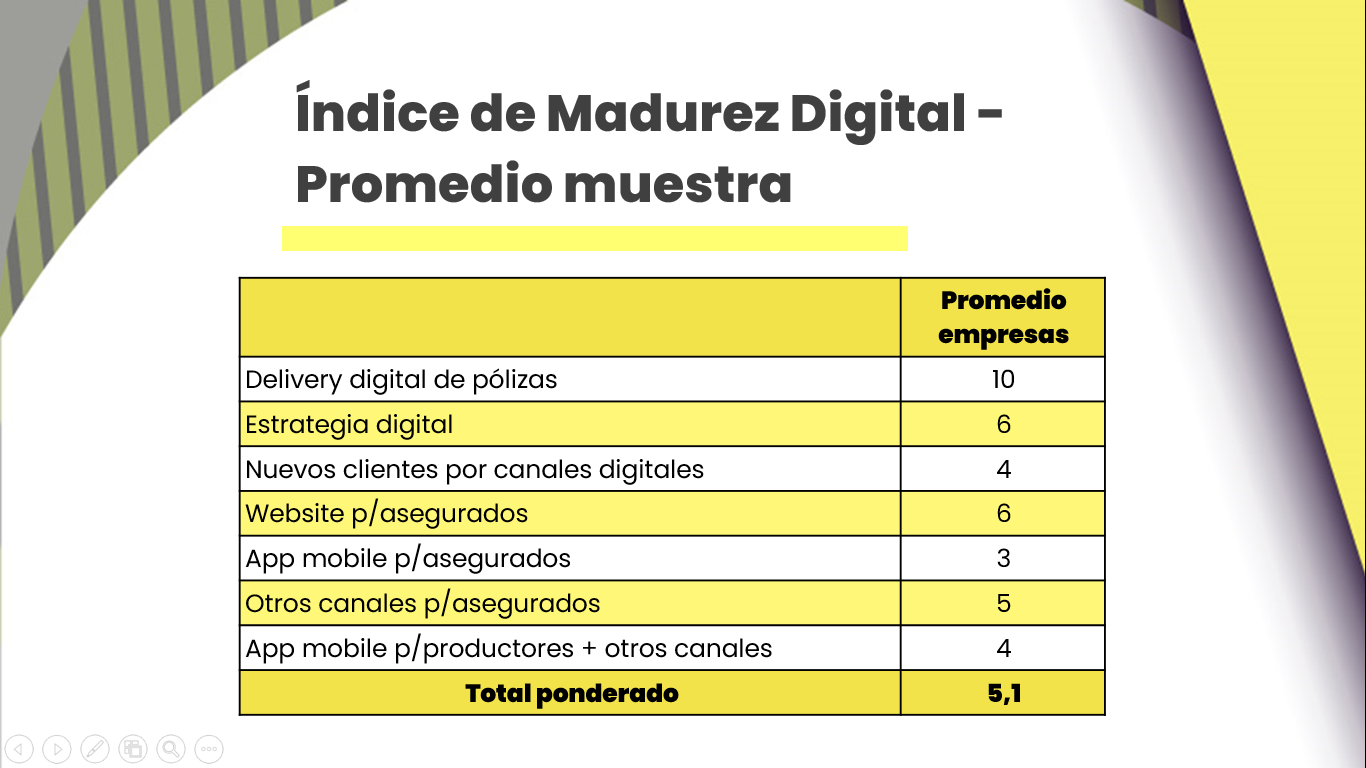 Índice de Madurez Digital -
Promedio muestra
Promedio
empresas
Delivery digital de pólizas 10
Estrategia digital 6
Nuevos clientes por canales digitales 4
Website p/asegurados 6
App mobile p/asegurados 3
Otros canales p/asegurados 5
App mobile p/productores + otros canales 4
Total ponderado 5,1